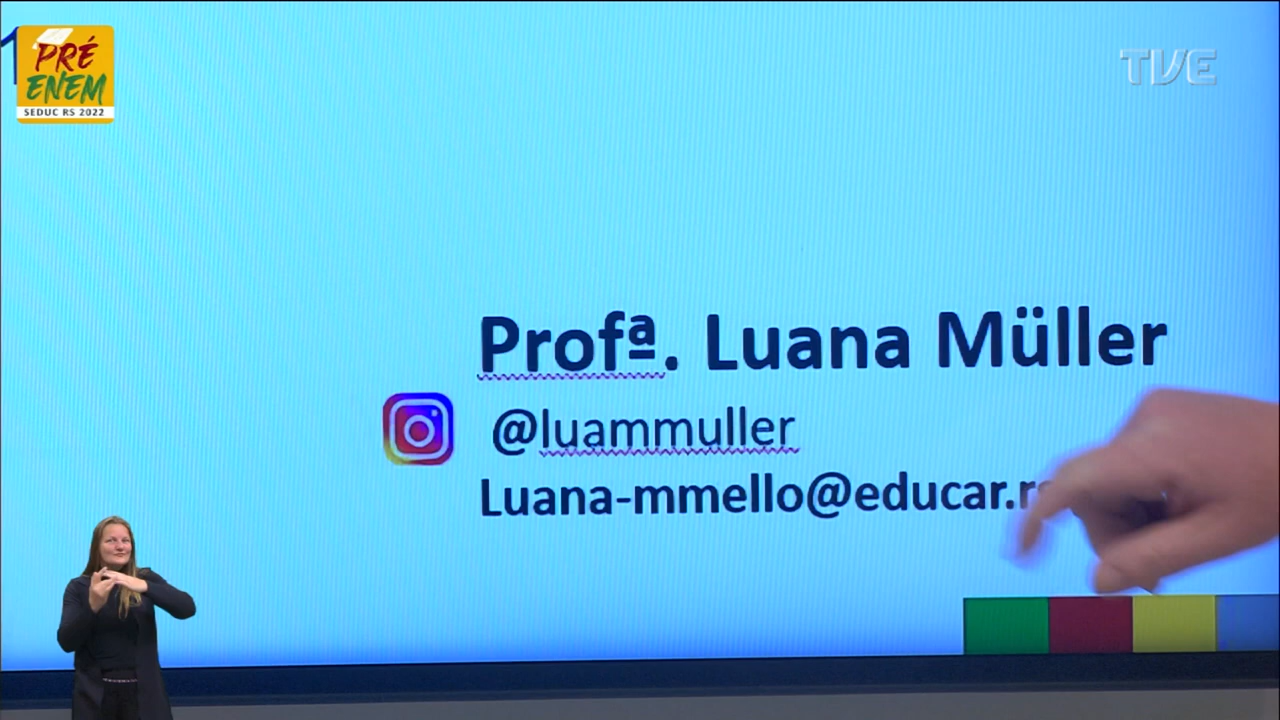 PRÉ
ENEM
SEDUC RS 2022
TVE
Profª. Luana Müller
@luammuller
Luana-mmello@educar.r